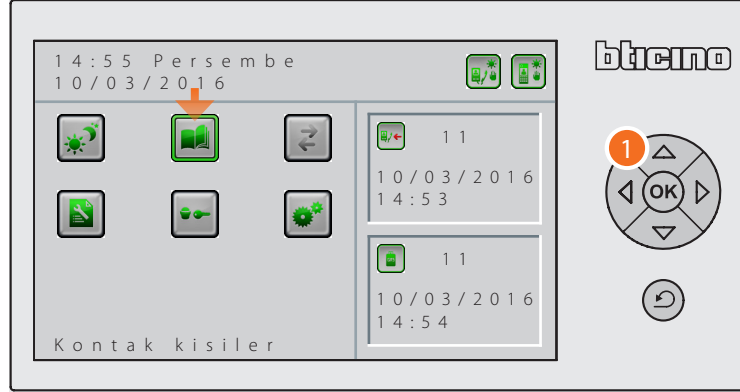 14:55 Persembe
10/03/2016
bticino
1
11
10/03/2016
14:53
OK
11
10/03/2016
14:54
Kontak kisiler